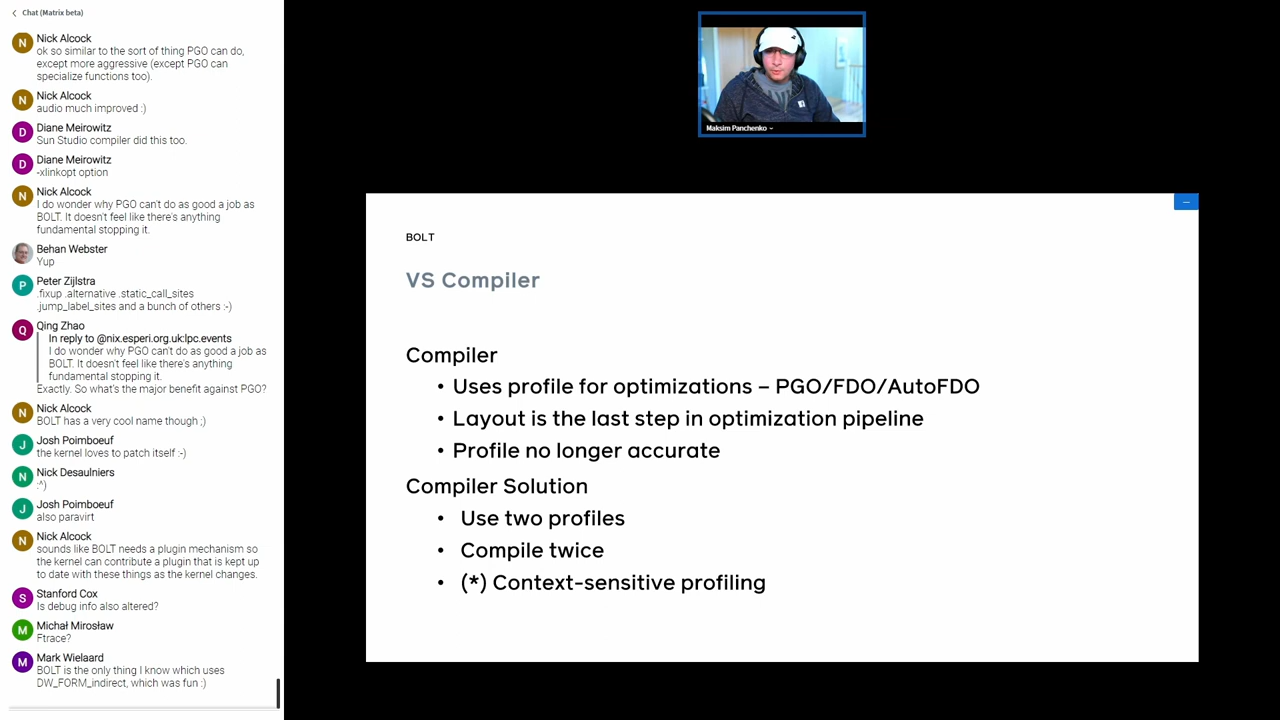 Chat (Matrix beta)
N
Nick Alcock
ok so similar to the sort of thing PGO can do,
except more aggressive (except PGO can
specialize functions too).
N
Nick Alcock
audio much improved :)
D
Diane Meirowitz
Sun Studio compiler did this too.
D
Diane Meirowitz
-xlinkopt option
N
Nick Alcock
I do wonder why PGO can't do as good a job as
BOLT. It doesn't feel like there's anything
fundamental stopping it.
Behan Webster
Yup
P
Peter Zijlstra
.fixup .alternative .static_call_sites
.jump_label_sites and a bunch of others :-)
Q
Qing Zhao
In reply to @nix.esperi.org.uk:lpc.events
I do wonder why PGO can't do as good a job as
BOLT. It doesn't feel like there's anything
fundamental stopping it.
Exactly. So what's the major benefit against PGO?
N
Nick Alcock
BOLT has a very cool name though ;)
J
Josh Poimboeuf
the kernel loves to patch itself :-)
N
Nick Desaulniers
:^)
J
Josh Poimboeuf
also paravirt
N
Nick Alcock
sounds like BOLT needs a plugin mechanism so
the kernel can contribute a plugin that is kept up
to date with these things as the kernel changes.
S
Stanford Cox
Is debug info also altered?
M
Michał Mirosław
Ftrace?
M
Mark Wielaard
BOLT is the only thing I know which uses
DW_FORM_indirect, which was fun :)
Maksim Panchenko
BOLT
VS Compiler
Compiler
• Uses profile for optimizations – PGO/FDO/AutoFDO
• Layout is the last step in optimization pipeline
• Profile no longer accurate
Compiler Solution
• Use two profiles
• Compile twice
• (*) Context-sensitive profiling